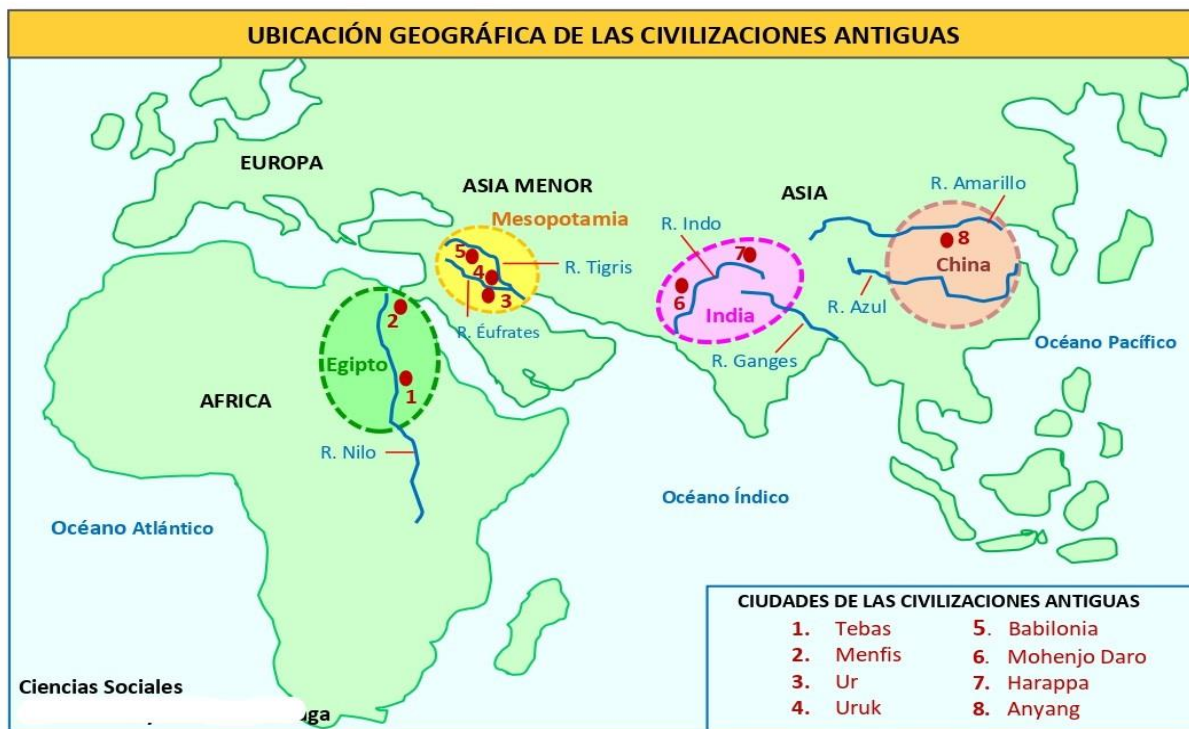 UBICACIÓN GEOGRÁFICA DE LAS CIVILIZACIONES ANTIGUAS
EUROPA
ASIA MENOR
ASIA
R. Amarillo
Mesopotamia
R. Indo
5
4
3
R. Tigris
7
8
China
6
R. Éufrates
India
R. Azul
2
R. Ganges
Océano Pacífico
Egipto
1
AFRICA
R. Nilo
Océano Índico
Océano Atlántico
CIUDADES DE LAS CIVILIZACIONES ANTIGUAS
1. Tebas
2. Menfis
3. Ur
4. Uruk
5. Babilonia
6. Mohenjo Daro
7. Harappa
8. Anyang
Ciencias Sociales